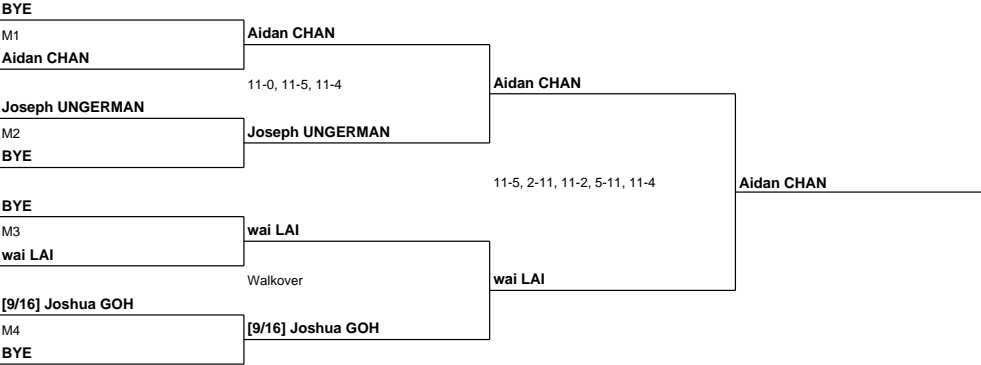 BYE
M1
Aidan CHAN
Aidan CHAN
11-0, 11-5, 11-4
Aidan CHAN
Joseph UNGERMAN
M2
Joseph UNGERMAN
BYE
11-5, 2-11, 11-2, 5-11, 11-4
Aidan CHAN
BYE
M3
wai LAI
wai LAI
Walkover
wai LAI
[9/16] Joshua GOH
M4
[9/16] Joshua GOH
BYE